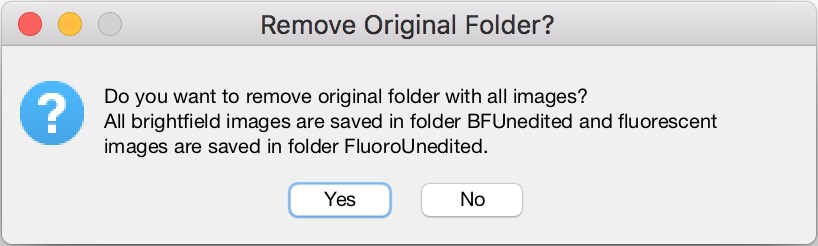 Remove Original Folder?
Do you want to remove original folder with all images?
All brightfield images are saved in folder BFUnedited and fluorescent
images are saved in folder FluoroUnedited.
Yes No